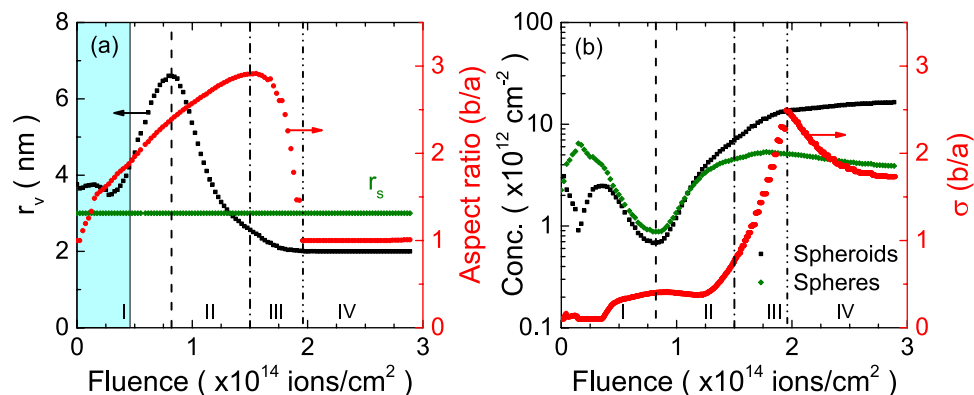 (a)
r_v ( nm )
8
6
4
2
0
r_s
I
II
III
IV
0
1
2
3
Fluence ( x10^14 ions/cm^2 )
3
2
1
0
Aspect ratio (b/a)
(b)
Conc. ( x10^12 cm^-2 )
100
10
1
0.1
Spheroids
Spheres
I
II
III
IV
0
1
2
3
Fluence ( x10^14 ions/cm^2 )
3
2
1
0
σ (b/a)